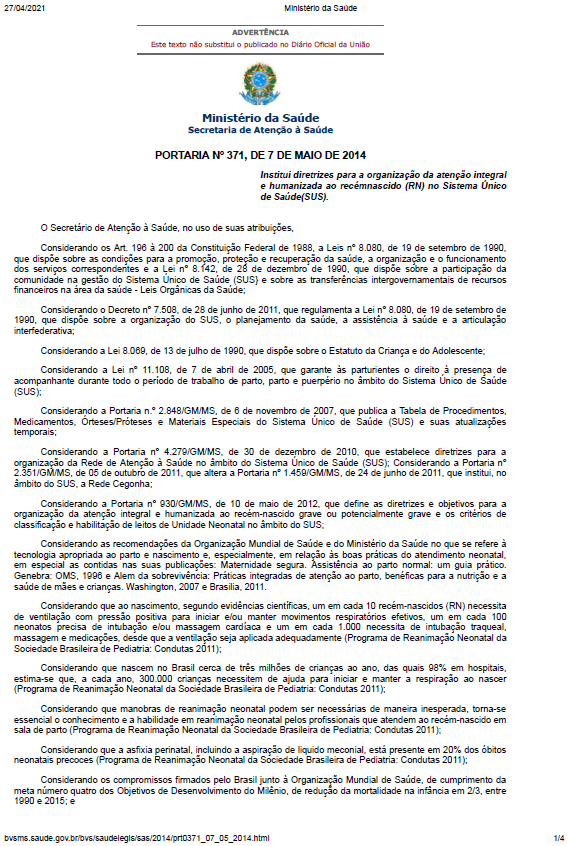 27/04/2021 Ministério da Saúde
ADVERTÊNCIA
Este texto não substitui o publicado no Diário Oficial da União
Ministério da Saúde
Secretaria de Atenção à Saúde
PORTARIA Nº 371, DE 7 DE MAIO DE 2014
Institui diretrizes para a organização da atenção integral
e humanizada ao recémnascido (RN) no Sistema Único
de Saúde(SUS).
O Secretário de Atenção à Saúde, no uso de suas atribuições,
Considerando os Art. 196 à 200 da Constituição Federal de 1988, a Leis nº 8.080, de 19 de setembro de 1990,
que dispõe sobre as condições para a promoção, proteção e recuperação da saúde, a organização e o funcionamento
dos serviços correspondentes e a Lei nº 8.142, de 28 de dezembro de 1990, que dispõe sobre a participação da
comunidade na gestão do Sistema Único de Saúde (SUS} e sobre as transferências intergovernamentais de recursos
financeiros na área da saúde - Leis Orgânicas da Saúde;
Considerando o Decreto nº 7.508, de 28 de junho de 2011, que regulamenta a Lei nº 8.080, de 19 de setembro de
1990, que dispõe sobre a organização do SUS, o planejamento da saúde, a assistência à saúde e a articulação
interfederativa;
Considerando a Lei 8.069, de 13 de julho de 1990, que dispõe sobre o Estatuto da Criança e do Adolescente;
Considerando a Lei nº 11.108, de 7 de abril de 2005, que garante às parturientes o direito à presença de
acompanhante durante todo o período de trabalho de parto, parto e puerpério no âmbito do Sistema Único de Saúde
(SUS);
Considerando a Portaria n.º 2.848/GM/MS, de 6 de novembro de 2007, que publica a Tabela de Procedimentos,
Medicamentos, Órteses/Próteses e Materiais Especiais do Sistema Único de Saúde (SUS) e suas atualizações
temporais;
Considerando a Portaria nº 4.279/GM/MS, de 30 de dezembro de 2010, que estabelece diretrizes para a
organização da Rede de Atenção à Saúde no âmbito do Sistema Único de Saúde (SUS); Considerando a Portaria nº
2.351/GM/MS, de 05 de outubro de 2011, que altera a Portaria nº 1.459/GM/MS, de 24 de junho de 2011, que institui, no
âmbito do SUS, a Rede Cegonha;
Considerando a Portaria nº 930/GM/MS, de 10 de maio de 2012, que define as diretrizes e objetivos para a
organização da atenção integral e humanizada ao recém-nascido grave ou potencialmente grave e os critérios de
classificação e habilitação de leitos de Unidade Neonatal no âmbito do SUS;
Considerando as recomendações da Organização Mundial de Saúde e do Ministério da Saúde no que se refere à
tecnologia apropriada ao parto e nascimento e, especialmente, em relação às boas práticas do atendimento neonatal,
em especial as contidas nas suas publicações: Maternidade segura. Assistência ao parto normal: um guia prático.
Genebra: OMS, 1996 e Alem da sobrevivência: Práticas integradas de atenção ao parto, benéficas para a nutrição e a
saúde de mães e crianças. Washington, 2007 e Brasilia, 2011.
Considerando que ao nascimento, segundo evidências científicas, um em cada 10 recém-nascidos (RN) necessita
de ventilação com pressão positiva para iniciar e/ou manter movimentos respiratórios efetivos, um em cada 100
neonatos precisa de intubação e/ou massagem cardíaca e um em cada 1.000 necessita de intubação traqueal,
massagem e medicações, desde que a ventilação seja aplicada adequadamente (Programa de Reanimação Neonatal da
Sociedade Brasileira de Pediatria: Condutas 2011);
Considerando que nascem no Brasil cerca de três milhões de crianças ao ano, das quais 98% em hospitais,
estima-se que, a cada ano, 300.000 crianças necessitem de ajuda para iniciar e manter a respiração ao nascer
(Programa de Reanimação Neonatal da Sociedade Brasileira de Pediatria: Condutas 2011);
Considerando que manobras de reanimação neonatal podem ser necessárias de maneira inesperada, torna-se
essencial o conhecimento e a habilidade em reanimação neonatal pelos profissionais que atendem ao recém-nascido em
sala de parto (Programa de Reanimação Neonatal da Sociedade Brasileira de Pediatria: Condutas 2011);
Considerando que a asfixia perinatal, incluindo a aspiração de liquido meconial, está presente em 20% dos óbitos
neonatais precoces (Programa de Reanimação Neonatal da Sociedade Brasileira de Pediatria: Condutas 2011);
Considerando os compromissos firmados pelo Brasil junto à Organização Mundial de Saúde, de cumprimento da
meta número quatro dos Objetivos de Desenvolvimento do Milênio, de redução da mortalidade na infância em 2/3, entre
1990 e 2015; e
bvsms.saude.gov.br/bvs/saudelegis/sas/2014/prt0371_07_05_2014.html 1/4